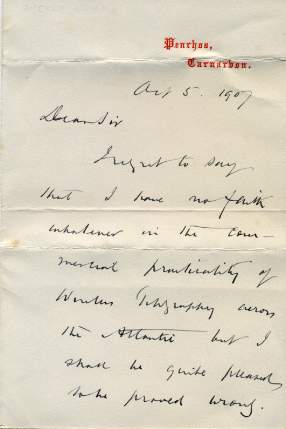 Penrhos,
Carnarvon.
Oct 5. 1907
Dear Sir
I regret to say
that I have no faith
whatever in the com-
mercial practicality of
Wireless Telegraphy across
the Atlantic but I
shall be quite pleased
to be proved wrong.